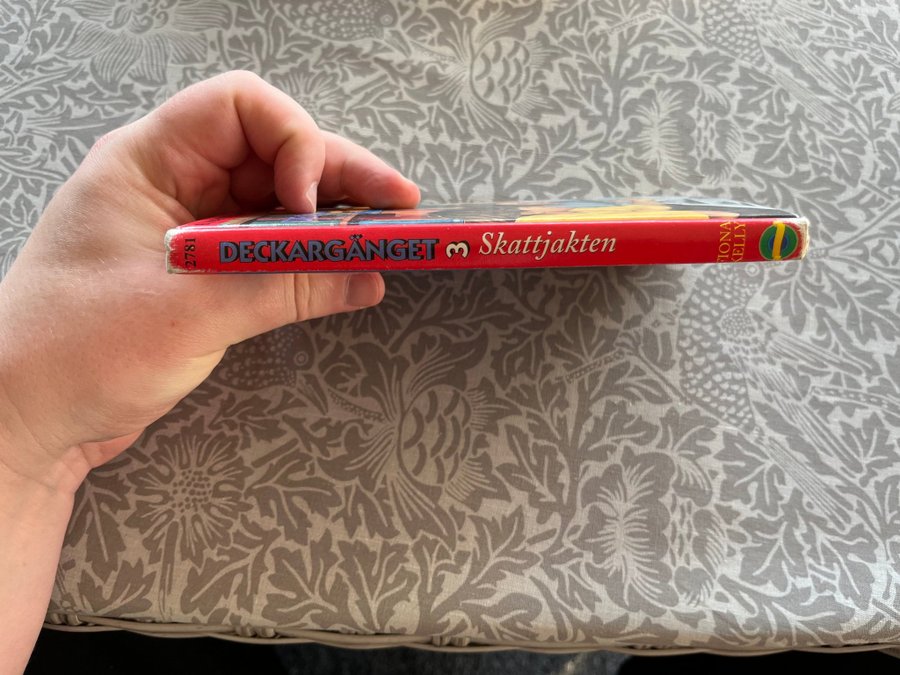 2781
DECKARGÄNGET 3 Skattjakten
FIONA
KELLY